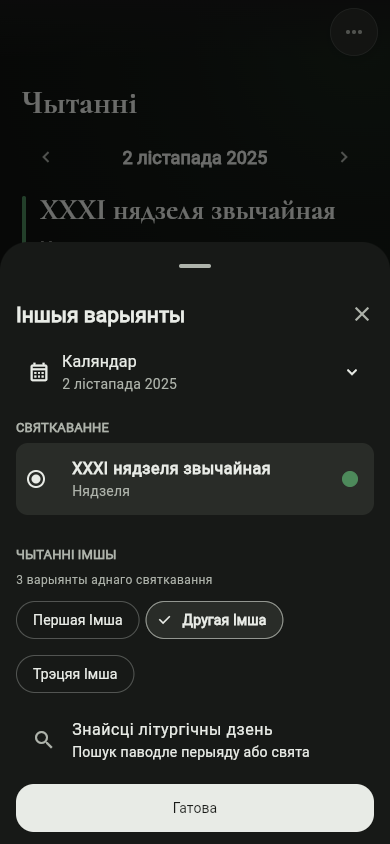 Чытанні
2 лістапада 2025
XXXI нядзеля звычайная
Іншыя варыянты
Каляндар
2 лістапада 2025
СВЯТКАВАННЕ
XXXI нядзеля звычайная
Нядзеля
ЧЫТАННІ ІМШЫ
3 варыянты аднаго святкавання
Першая Імша
Другая Імша
Трэцяя Імша
Знайсці літургічны дзень
Пошук паводле перыяду або свята
Гатова